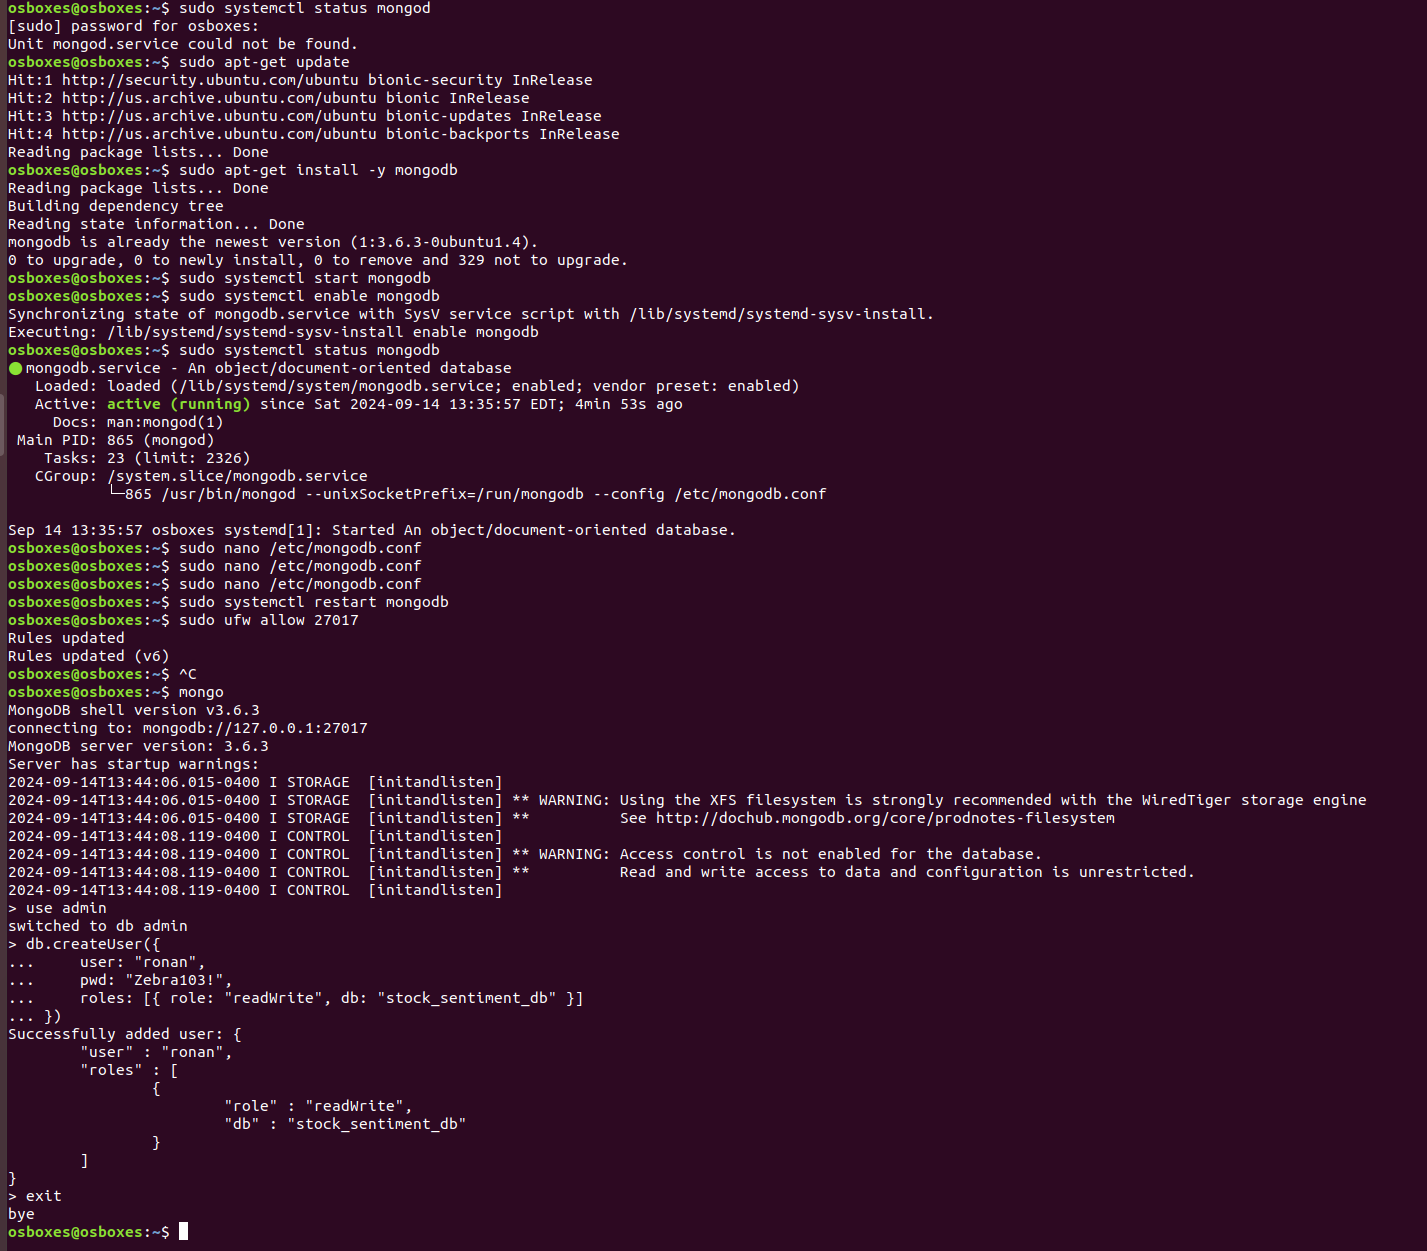 osboxes@osboxes:~$ sudo systemctl status mongod
[sudo] password for osboxes:
Unit mongod.service could not be found.
osboxes@osboxes:~$ sudo apt-get update
Hit:1 http://security.ubuntu.com/ubuntu bionic-security InRelease
Hit:2 http://us.archive.ubuntu.com/ubuntu bionic InRelease
Hit:3 http://us.archive.ubuntu.com/ubuntu bionic-updates InRelease
Hit:4 http://us.archive.ubuntu.com/ubuntu bionic-backports InRelease
Reading package lists... Done
osboxes@osboxes:~$ sudo apt-get install -y mongodb
Reading package lists... Done
Building dependency tree
Reading state information... Done
mongodb is already the newest version (1:3.6.3-0ubuntu1.4).
0 to upgrade, 0 to newly install, 0 to remove and 329 not to upgrade.
osboxes@osboxes:~$ sudo systemctl start mongodb
osboxes@osboxes:~$ sudo systemctl enable mongodb
Synchronizing state of mongodb.service with SysV service script with /lib/systemd/systemd-sysv-install.
Executing: /lib/systemd/systemd-sysv-install enable mongodb
osboxes@osboxes:~$ sudo systemctl status mongodb
● mongodb.service - An object/document-oriented database
   Loaded: loaded (/lib/systemd/system/mongodb.service; enabled; vendor preset: enabled)
   Active: active (running) since Sat 2024-09-14 13:35:57 EDT; 4min 53s ago
     Docs: man:mongod(1)
 Main PID: 865 (mongod)
    Tasks: 23 (limit: 2326)
   CGroup: /system.slice/mongodb.service
           └─865 /usr/bin/mongod --unixSocketPrefix=/run/mongodb --config /etc/mongodb.conf

Sep 14 13:35:57 osboxes systemd[1]: Started An object/document-oriented database.
osboxes@osboxes:~$ sudo nano /etc/mongodb.conf
osboxes@osboxes:~$ sudo nano /etc/mongodb.conf
osboxes@osboxes:~$ sudo nano /etc/mongodb.conf
osboxes@osboxes:~$ sudo systemctl restart mongodb
osboxes@osboxes:~$ sudo ufw allow 27017
Rules updated
Rules updated (v6)
osboxes@osboxes:~$ ^C
osboxes@osboxes:~$ mongo
MongoDB shell version v3.6.3
connecting to: mongodb://127.0.0.1:27017
MongoDB server version: 3.6.3
Server has startup warnings:
2024-09-14T13:44:06.015-0400 I STORAGE  [initandlisten]
2024-09-14T13:44:06.015-0400 I STORAGE  [initandlisten] ** WARNING: Using the XFS filesystem is strongly recommended with the WiredTiger storage engine
2024-09-14T13:44:06.015-0400 I STORAGE  [initandlisten] **          See http://dochub.mongodb.org/core/prodnotes-filesystem
2024-09-14T13:44:08.119-0400 I CONTROL  [initandlisten]
2024-09-14T13:44:08.119-0400 I CONTROL  [initandlisten] ** WARNING: Access control is not enabled for the database.
2024-09-14T13:44:08.119-0400 I CONTROL  [initandlisten] **          Read and write access to data and configuration is unrestricted.
2024-09-14T13:44:08.119-0400 I CONTROL  [initandlisten]
> use admin
switched to db admin
> db.createUser({
...     user: "ronan",
...     pwd: "Zebra103!",
...     roles: [{ role: "readWrite", db: "stock_sentiment_db" }]
... })
Successfully added user: {
        "user" : "ronan",
        "roles" : [
                {
                        "role" : "readWrite",
                        "db" : "stock_sentiment_db"
                }
        ]
}
> exit
bye
osboxes@osboxes:~$